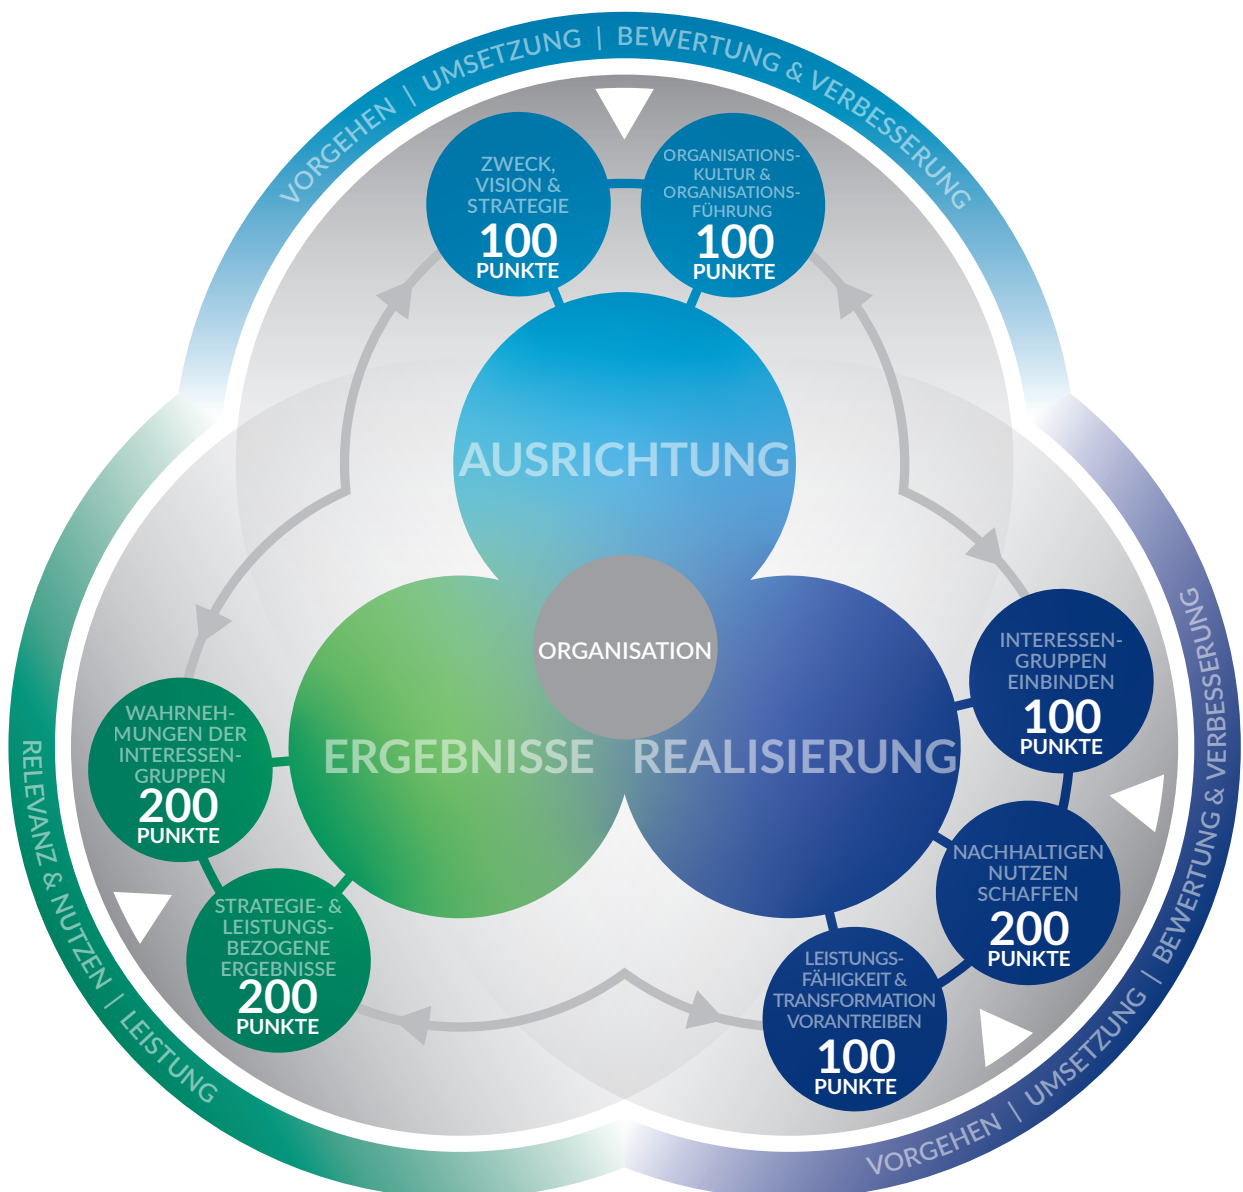 VORGEHEN | UMSETZUNG | BEWERTUNG & VERBESSERUNG
ZWECK,
VISION &
STRATEGIE
100
PUNKTE
ORGANISATIONS-
KULTUR &
ORGANISATIONS-
FÜHRUNG
100
PUNKTE
AUSRICHTUNG
ORGANISATION
ERGEBNISSE
REALISIERUNG
INTERESSEN-
GRUPPEN
EINBINDEN
100
PUNKTE
NACHHALTIGEN
NUTZEN
SCHAFFEN
200
PUNKTE
LEISTUNGS-
FÄHIGKEIT &
TRANSFORMATION
VORANTREIBEN
100
PUNKTE
VORGEHEN | UMSETZUNG | BEWERTUNG & VERBESSERUNG
WAHRNEH-
MUNGEN DER
INTERESSEN-
GRUPPEN
200
PUNKTE
STRATEGIE- &
LEISTUNGS-
BEZOGENE
ERGEBNISSE
200
PUNKTE
RELEVANZ & NUTZEN | LEISTUNG